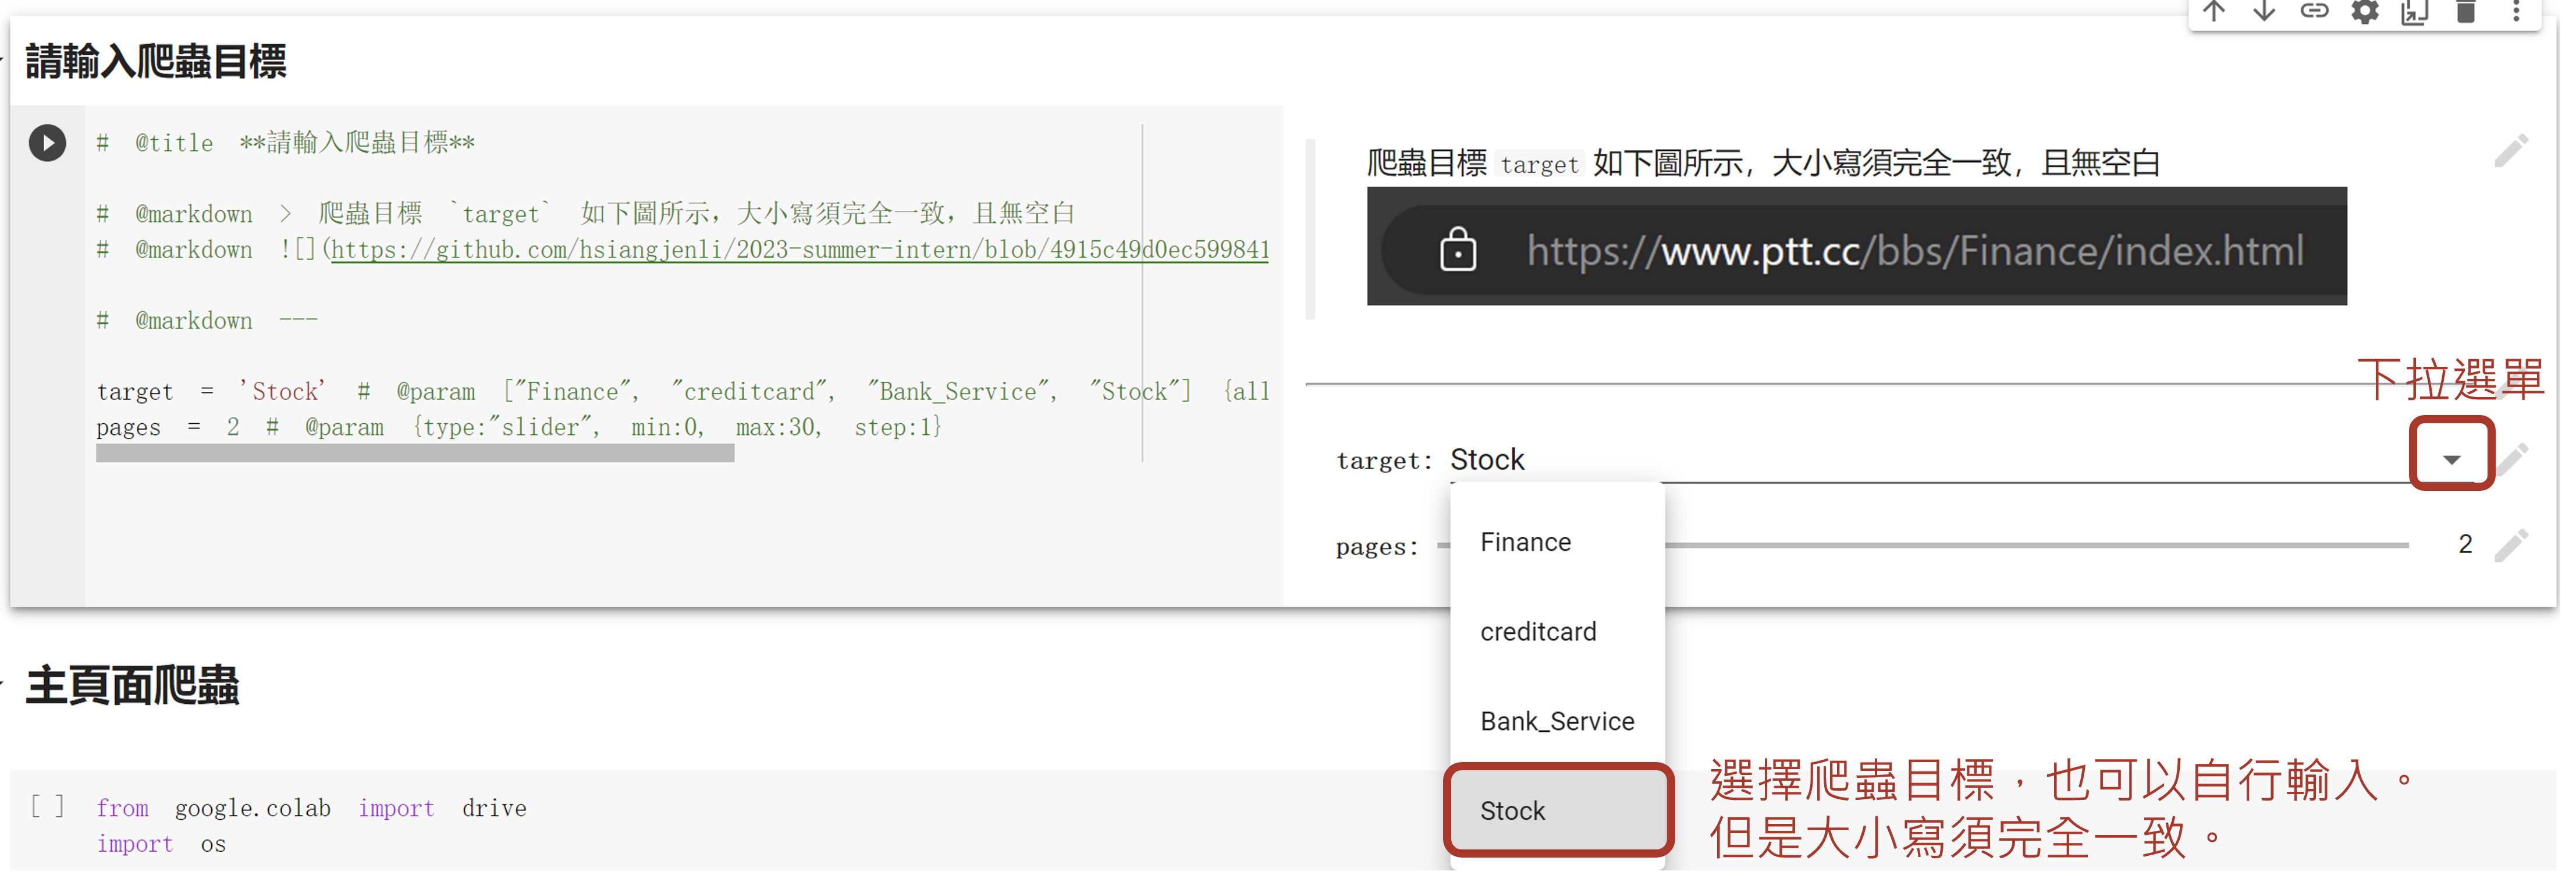 請輸入爬蟲目標
# @title **請輸入爬蟲目標**
# @markdown > 爬蟲目標 `target` 如下圖所示，大小寫須完全一致，且無空白
# @markdown ![](https://github.com/hsiangjenli/2023-summer-intern/blob/4915c49d0ec599841
# @markdown ---
target = 'Stock' # @param ["Finance", "creditcard", "Bank_Service", "Stock"] {all
pages = 2 # @param {type:"slider", min:0, max:30, step:1}
爬蟲目標 target 如下圖所示，大小寫須完全一致，且無空白
https://www.ptt.cc/bbs/Finance/index.html
下拉選單
target: Stock
pages: 2
Finance
creditcard
Bank_Service
Stock
選擇爬蟲目標，也可以自行輸入。
但是大小寫須完全一致。
主頁面爬蟲
[ ] from google.colab import drive
import os